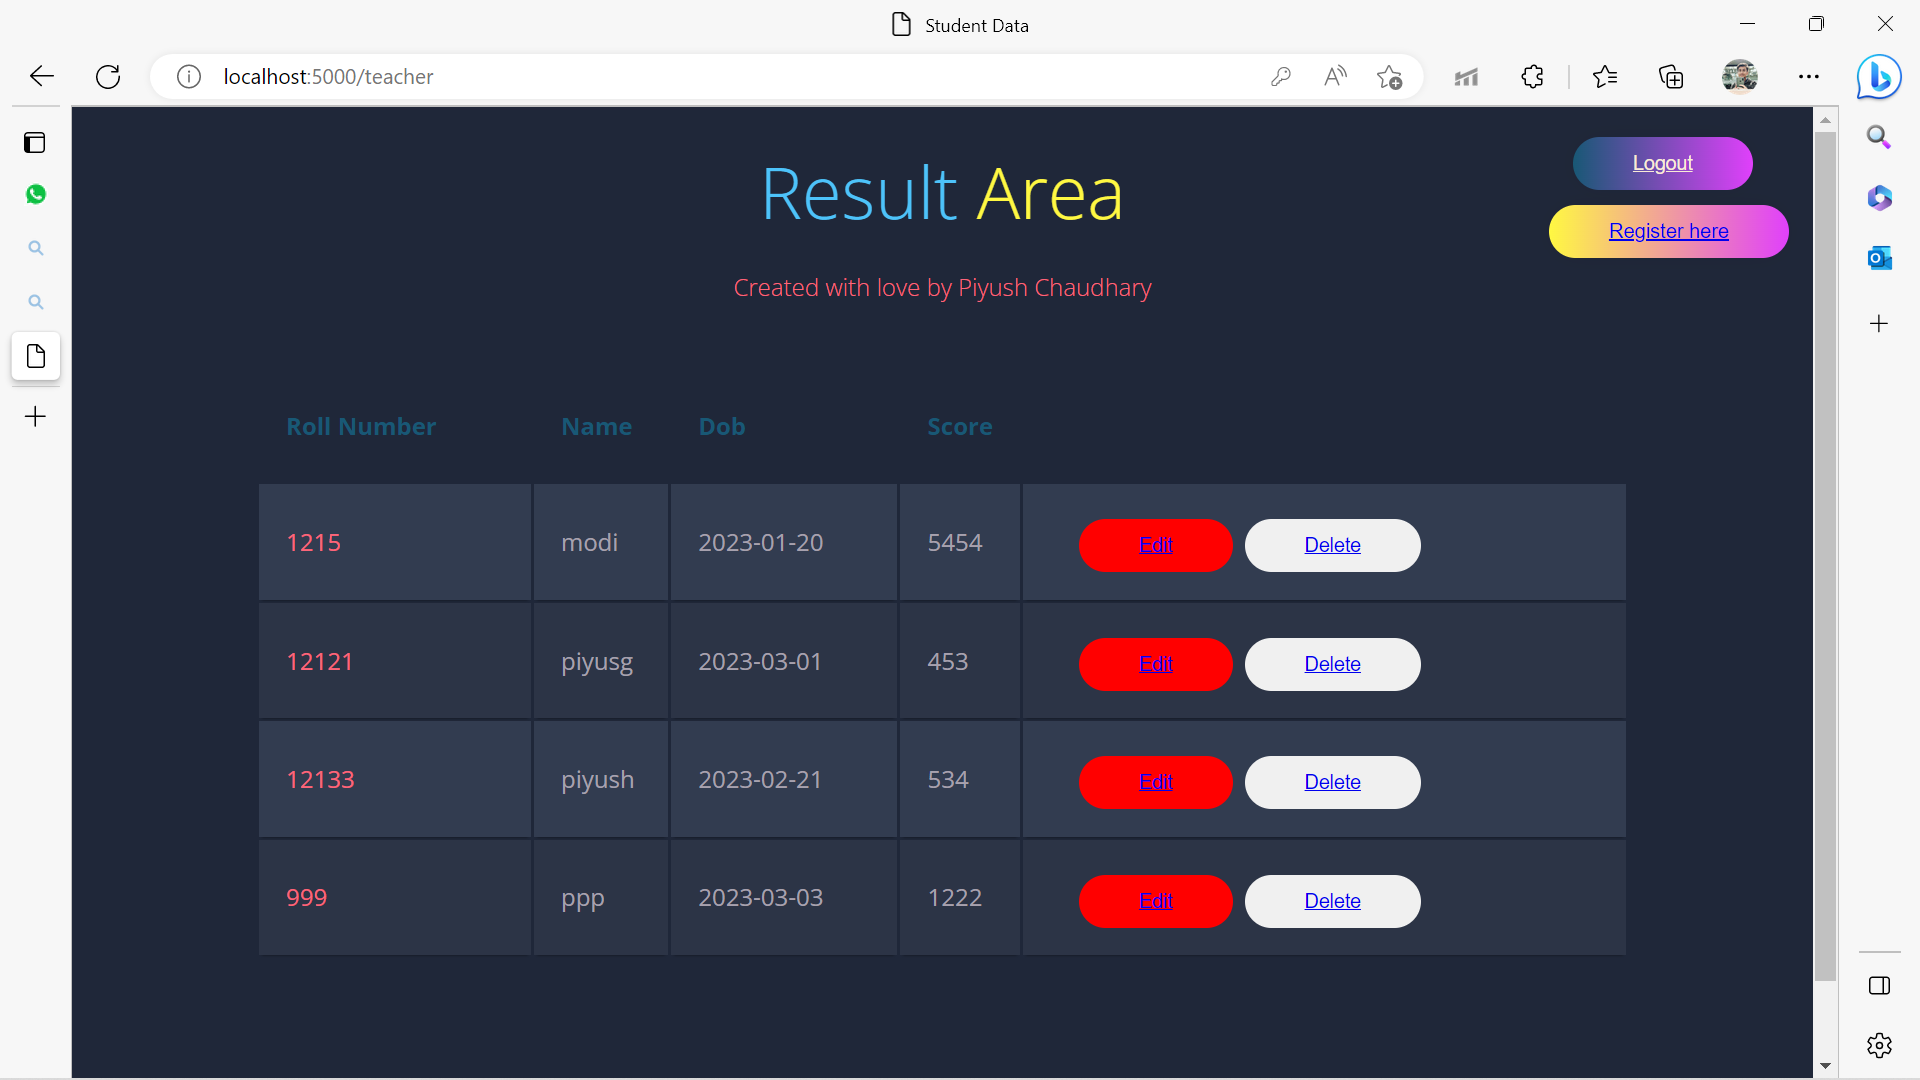 Student Data
localhost:5000/teacher
Logout
Result Area
Register here
Created with love by Piyush Chaudhary
Roll Number Name Dob Score
1215 modi 2023-01-20 5454 Edit Delete
12121 piyusg 2023-03-01 453 Edit Delete
12133 piyush 2023-02-21 534 Edit Delete
999 ppp 2023-03-03 1222 Edit Delete